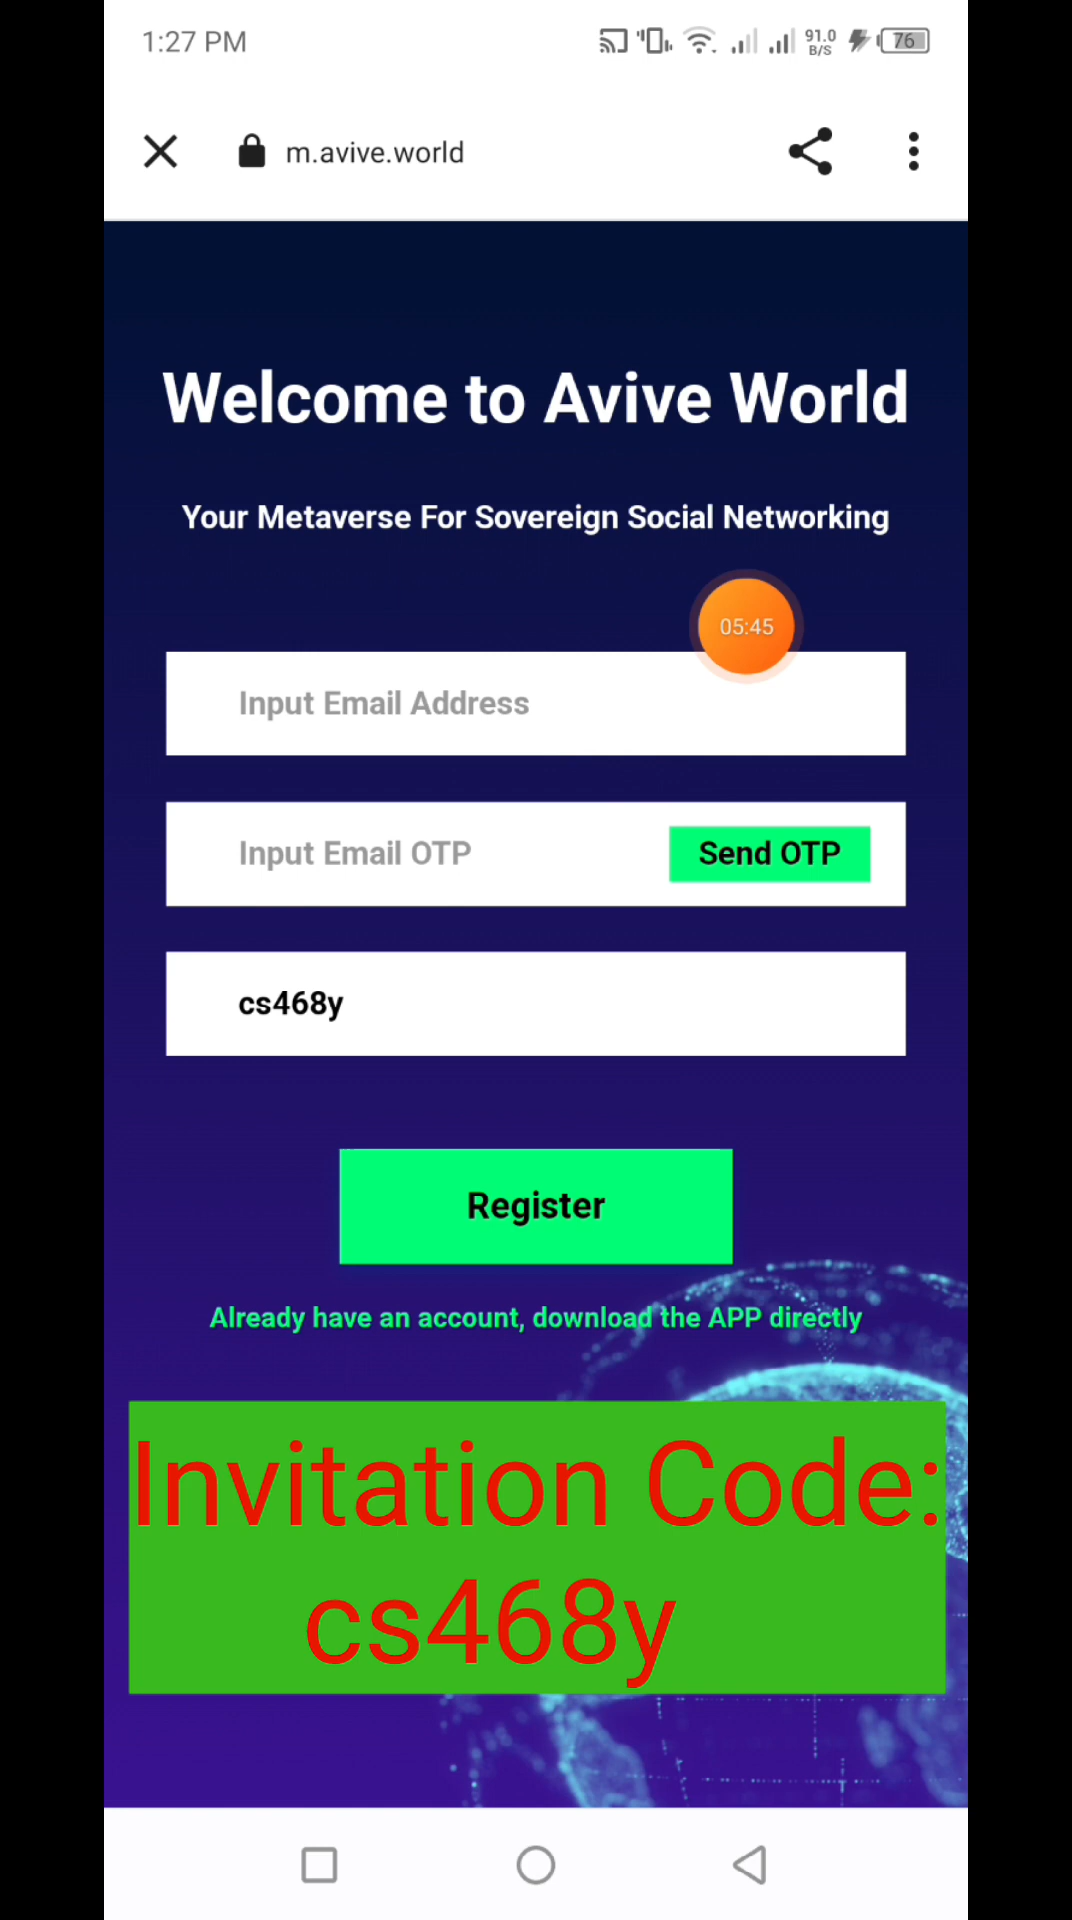 1:27 PM
91.0
B/S
76
m.avive.world
Welcome to Avive World
Your Metaverse For Sovereign Social Networking
05:45
Input Email Address
Input Email OTP
Send OTP
cs468y
Register
Already have an account, download the APP directly
Invitation Code:
cs468y